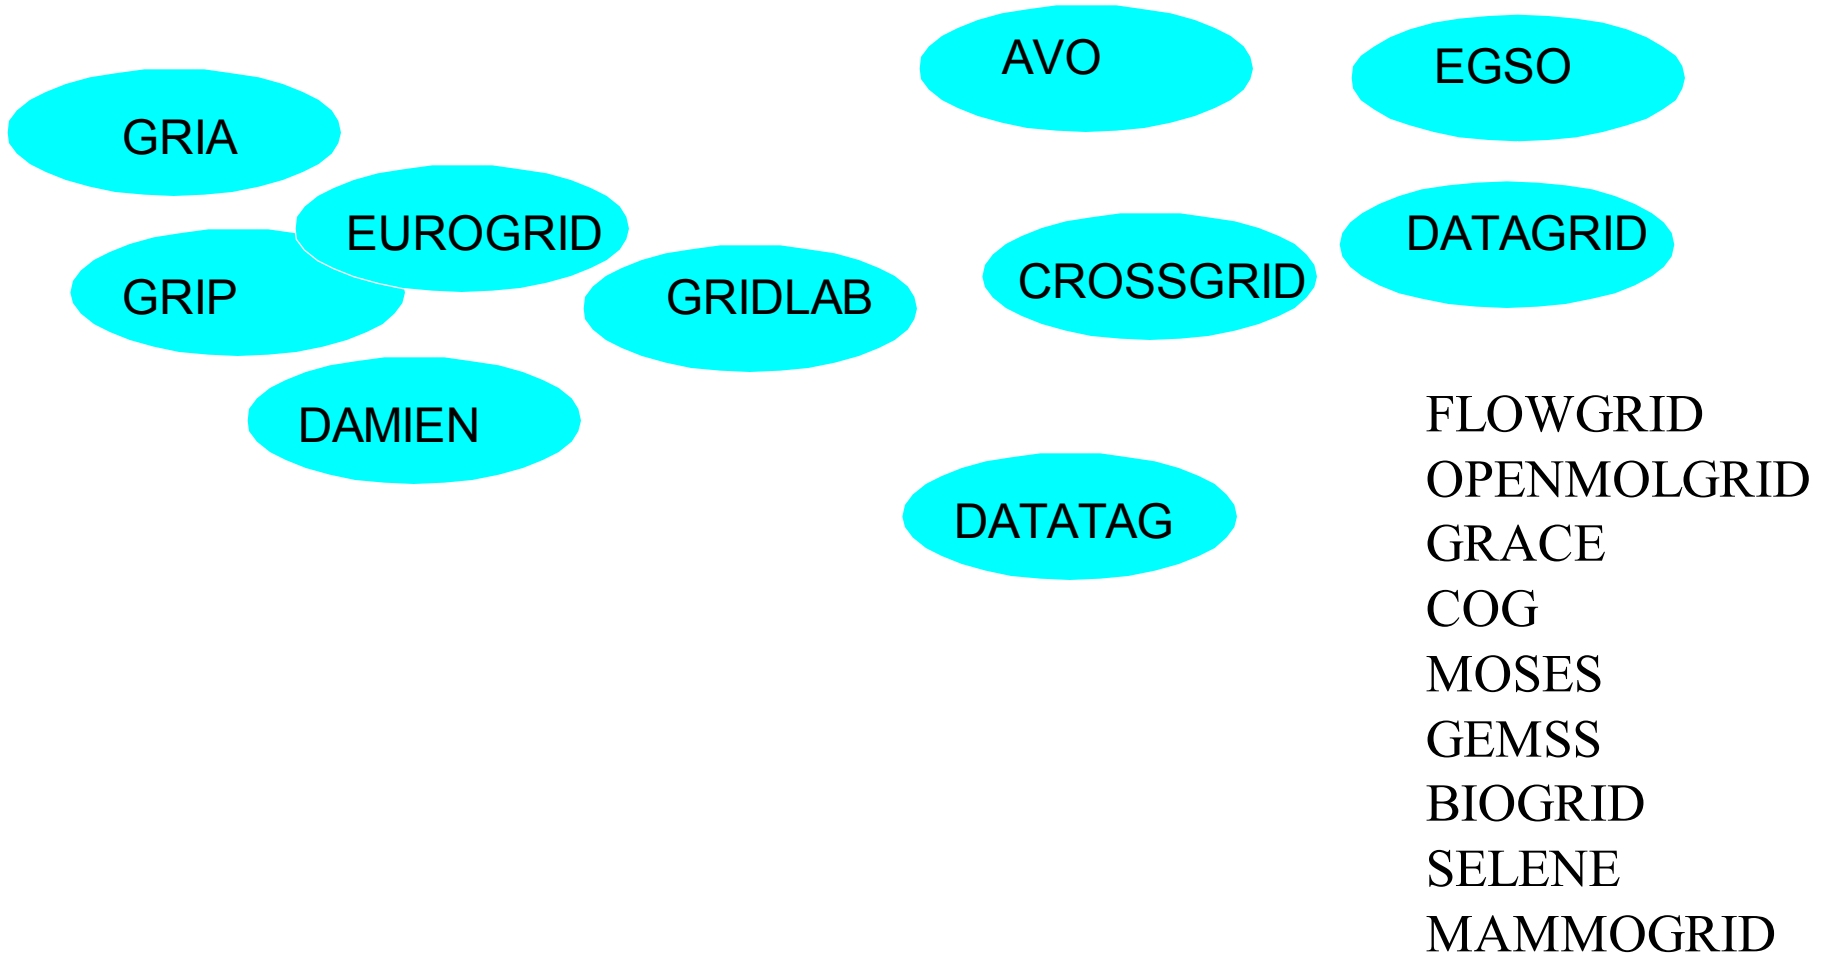 AVO
EGSO
GRIA
EUROGRID
DATAGRID
GRIP
GRIDLAB
CROSSGRID
DAMIEN
DATATAG
FLOWGRID
OPENMOLGRID
GRACE
COG
MOSES
GEMSS
BIOGRID
SELENE
MAMMOGRID